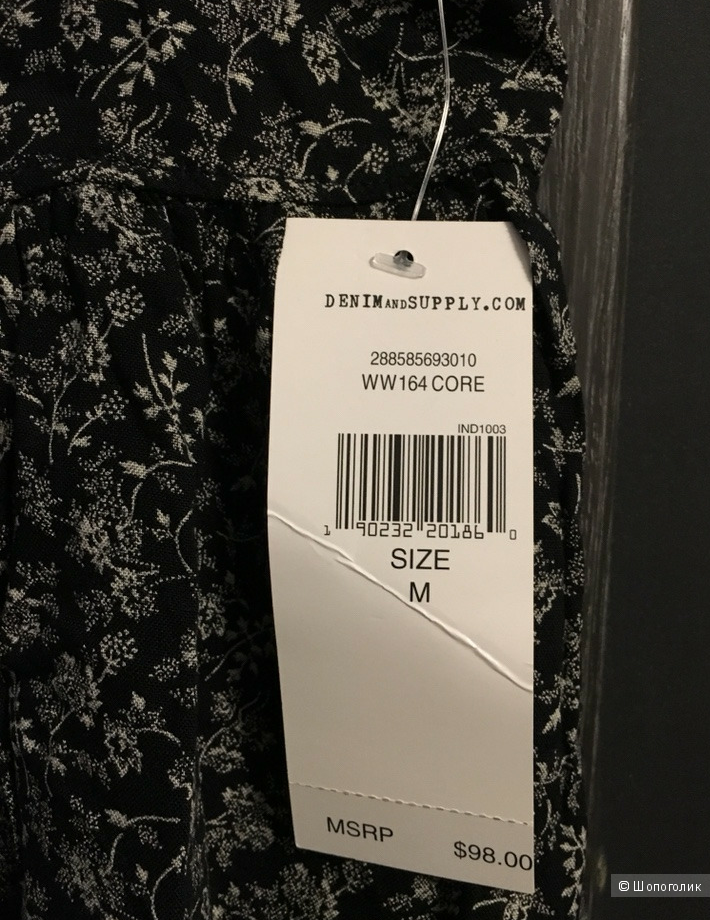 DENIMANDSUPPLY.COM
288585693010
WW164 CORE
IND1003
1 90232 20186 0
SIZE
M
MSRP $98.00
© Шопоголик